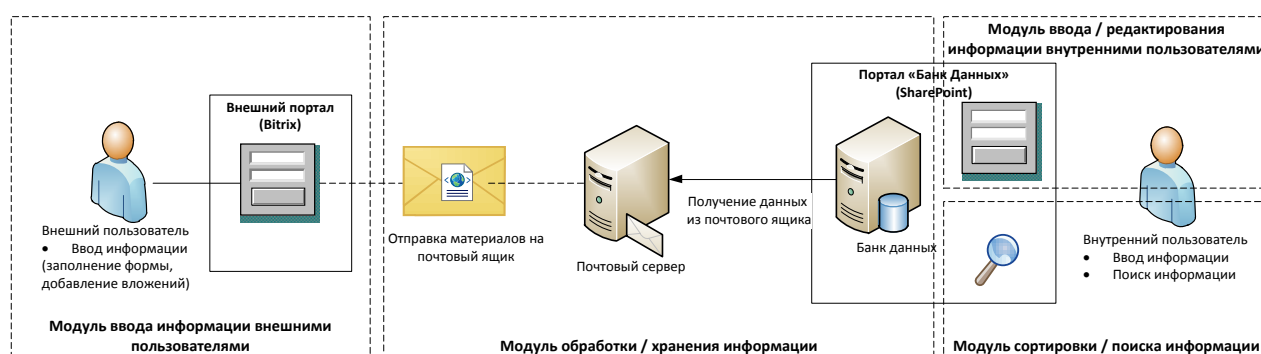 Внешний портал
(Bitrix)
Внешний пользователь
• Ввод информации
(заполнение формы,
добавление вложений)
Модуль ввода информации внешними
пользователями
Отправка материалов на
почтовый ящик
Почтовый сервер
Получение данных
из почтового ящика
Портал «Банк Данных»
(SharePoint)
Банк данных
Модуль обработки / хранения информации
Модуль ввода / редактирования
информации внутренними пользователями
Внутренний пользователь
• Ввод информации
• Поиск информации
Модуль сортировки / поиска информации